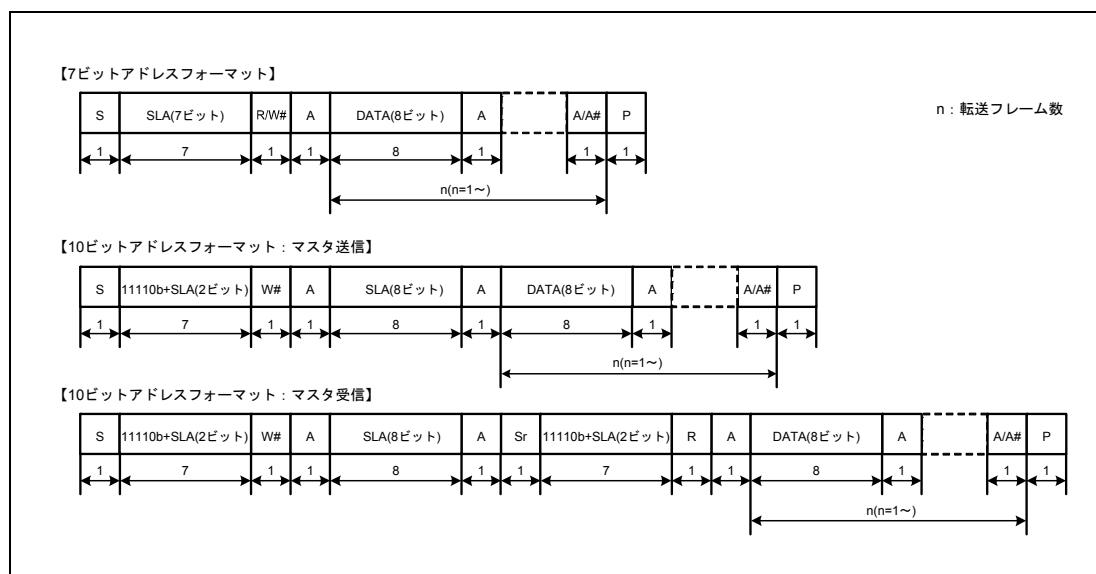 【7ビットアドレスフォーマット】
S SLA(7ビット) R/W# A DATA(8ビット) A A/A# P
n：転送フレーム数
1 7 1 1 8 1 1 1
n(n=1～)
【10ビットアドレスフォーマット：マスタ送信】
S 11110b+SLA(2ビット) W# A SLA(8ビット) A DATA(8ビット) A A/A# P
1 7 1 1 8 1 8 1 1 1
n(n=1～)
【10ビットアドレスフォーマット：マスタ受信】
S 11110b+SLA(2ビット) W# A SLA(8ビット) A Sr 11110b+SLA(2ビット) R A DATA(8ビット) A A/A# P
1 7 1 1 8 1 1 7 1 1 8 1 1 1
n(n=1～)